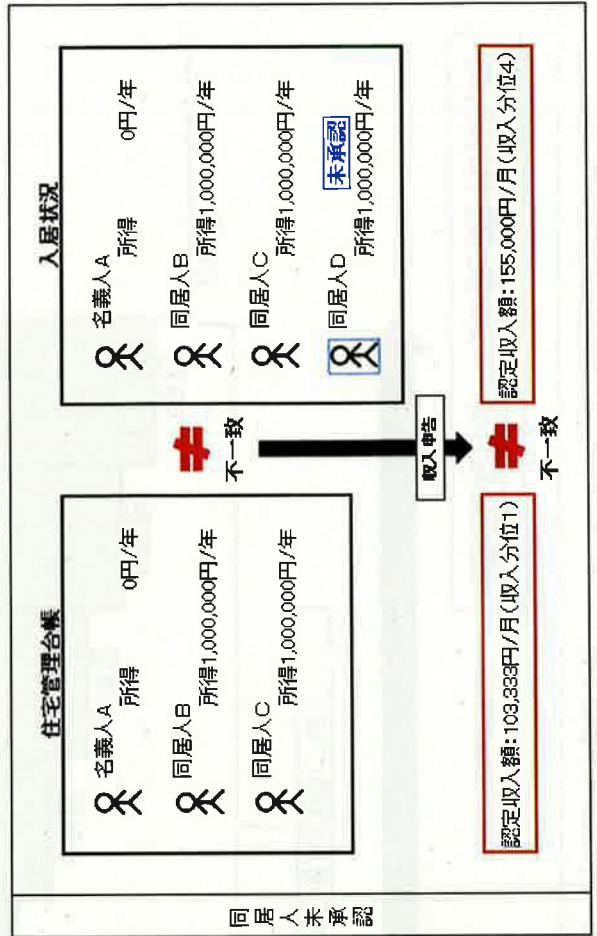 同居人未承認
住宅管理台帳
名義人A
所得 0円/年
同居人B
所得1,000,000円/年
同居人C
所得1,000,000円/年
≠
不一致
入居状況
名義人A
所得 0円/年
同居人B
所得1,000,000円/年
同居人C
所得1,000,000円/年
同居人D
未承認
所得1,000,000円/年
収入申告
認定収入額:103,333円/月(収入分位1)
≠
不一致
認定収入額:155,000円/月(収入分位4)